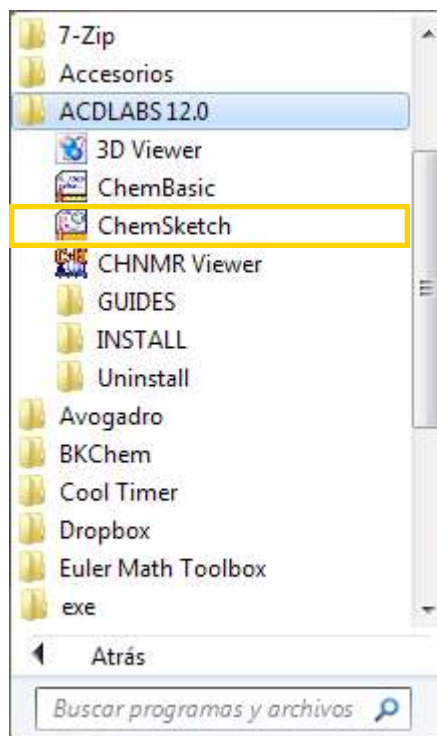 7-Zip
Accesorios
ACDLABS 12.0
3D Viewer
ChemBasic
ChemSketch
CHNMR Viewer
GUIDES
INSTALL
Uninstall
Avogadro
BKChem
Cool Timer
Dropbox
Euler Math Toolbox
exe
Atrás
Buscar programas y archivos